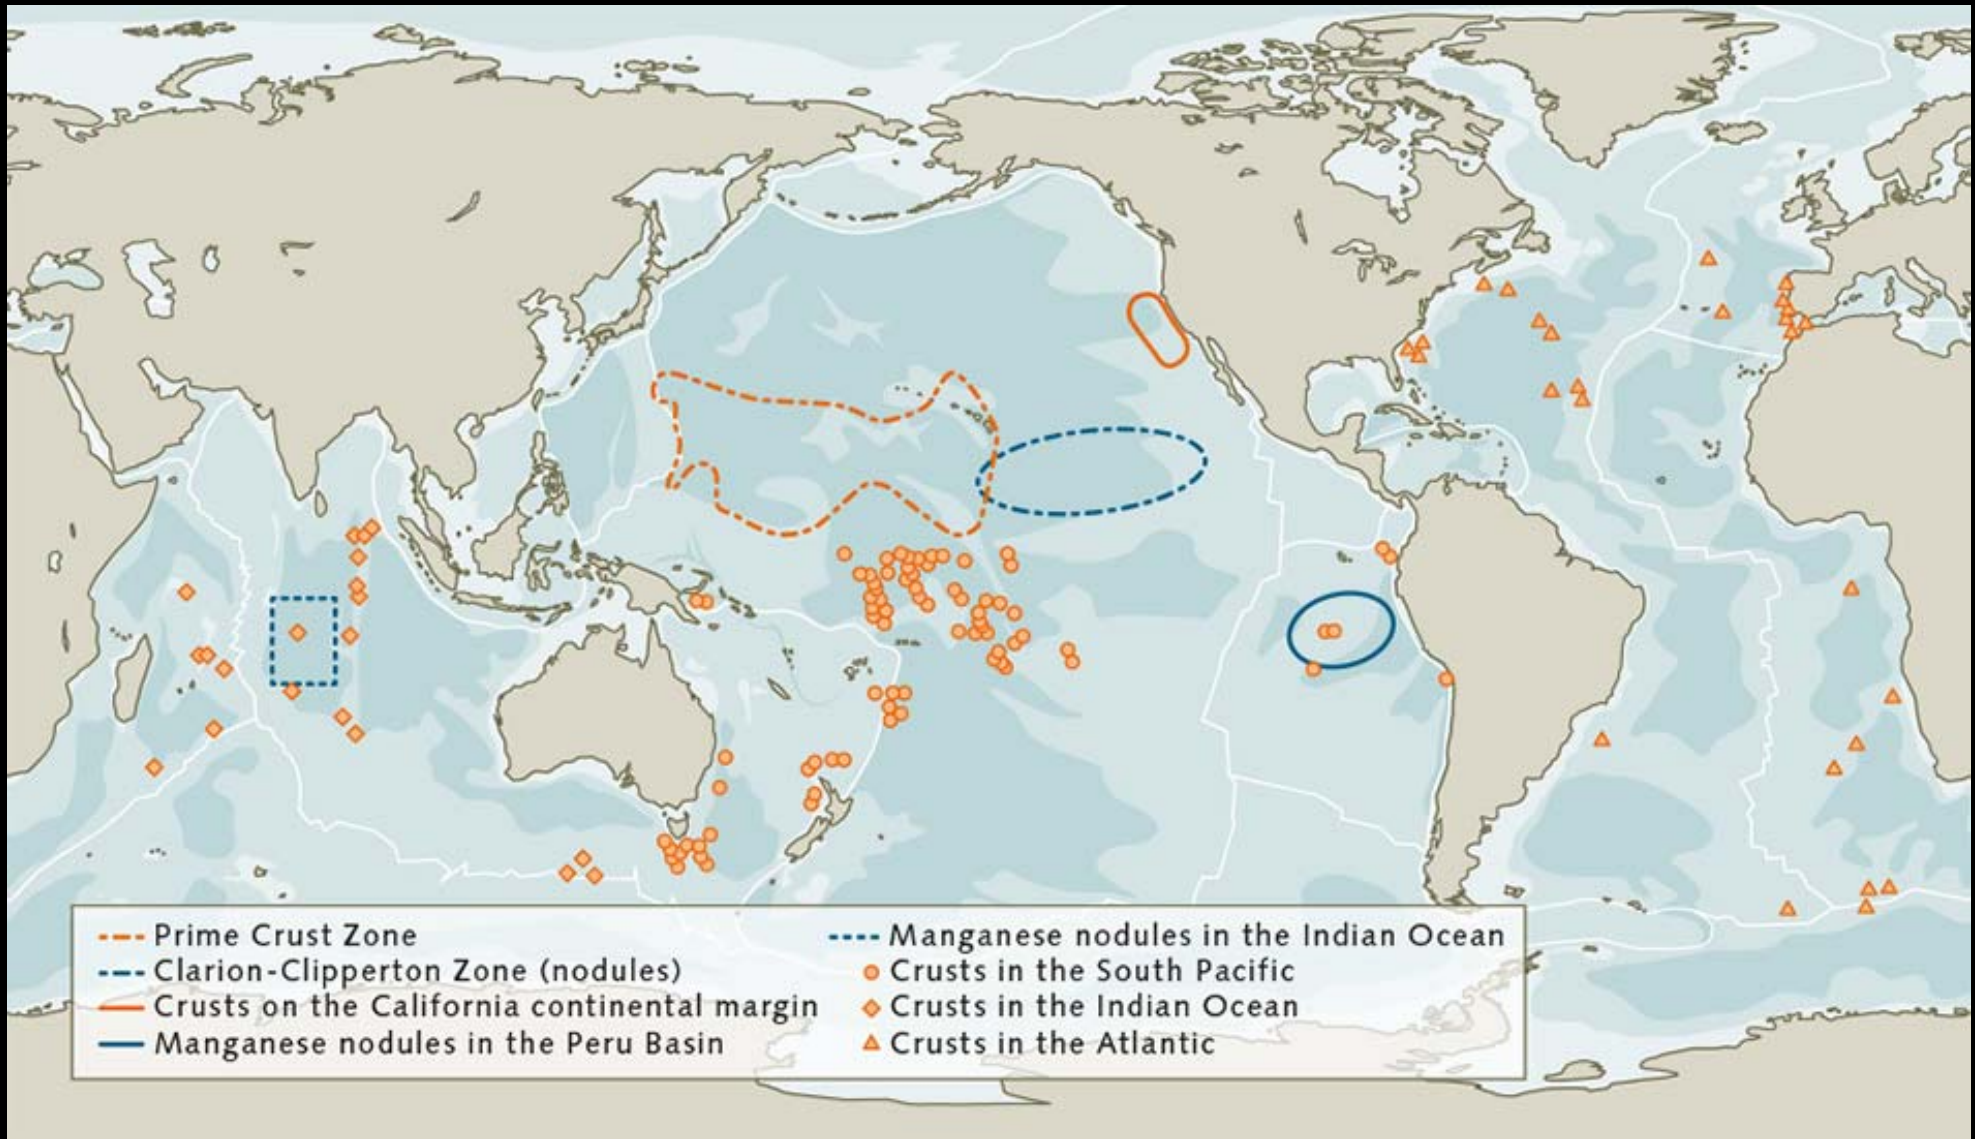 Prime Crust Zone
Clarion-Clipperton Zone (nodules)
Crusts on the California continental margin
Manganese nodules in the Peru Basin
Manganese nodules in the Indian Ocean
Crusts in the South Pacific
Crusts in the Indian Ocean
Crusts in the Atlantic